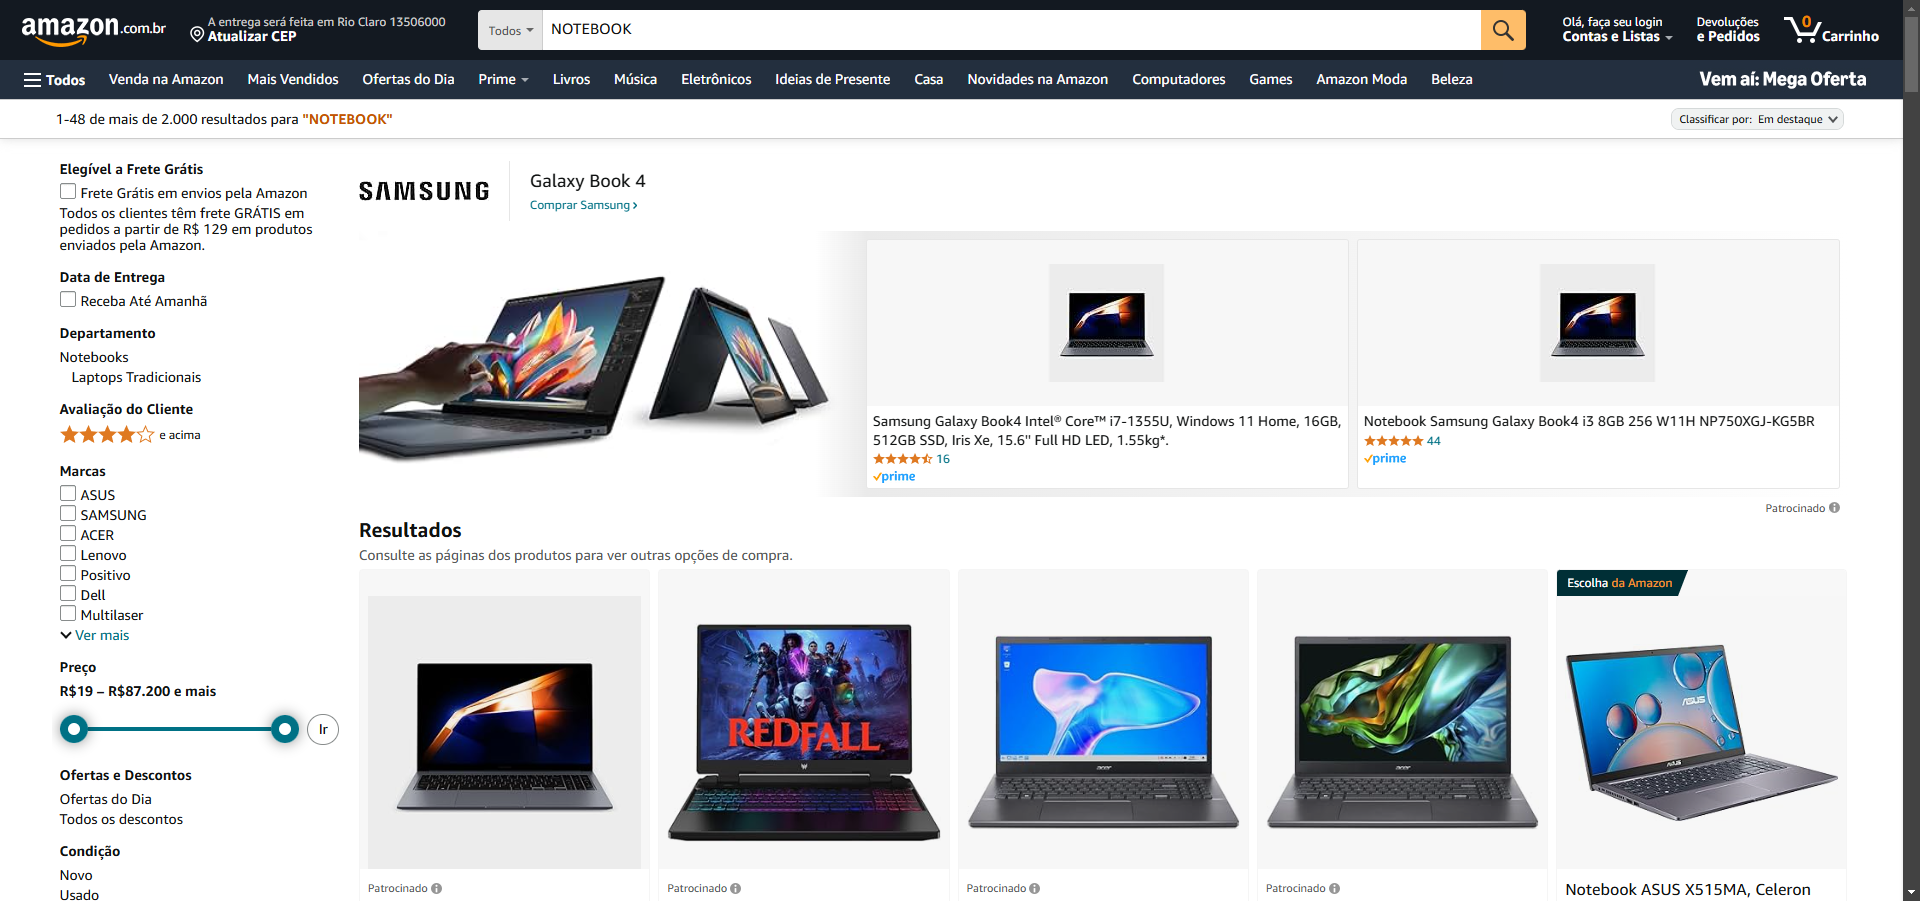 amazon.com.br
A entrega será feita em Rio Claro 13506000
Atualizar CEP
Todos
NOTEBOOK
Olá, faça seu login
Contas e Listas
Devoluções
e Pedidos
0
Carrinho
Todos
Venda na Amazon
Mais Vendidos
Ofertas do Dia
Prime
Livros
Música
Eletrônicos
Ideias de Presente
Casa
Novidades na Amazon
Computadores
Games
Amazon Moda
Beleza
Vem aí: Mega Oferta
1-48 de mais de 2.000 resultados para "NOTEBOOK"
Classificar por: Em destaque
Elegível a Frete Grátis
Frete Grátis em envios pela Amazon
Todos os clientes têm frete GRÁTIS em
pedidos a partir de R$ 129 em produtos
enviados pela Amazon.
Data de Entrega
Receba Até Amanhã
Departamento
Notebooks
Laptops Tradicionais
Avaliação do Cliente
e acima
Marcas
ASUS
SAMSUNG
ACER
Lenovo
Positivo
Dell
Multilaser
Ver mais
Preço
R$19 – R$87.200 e mais
Ir
Ofertas e Descontos
Ofertas do Dia
Todos os descontos
Condição
Novo
Usado
SAMSUNG
Galaxy Book 4
Comprar Samsung
Samsung Galaxy Book4 Intel® Core™ i7-1355U, Windows 11 Home, 16GB,
512GB SSD, Iris Xe, 15.6" Full HD LED, 1.55kg*.
16
prime
Notebook Samsung Galaxy Book4 i3 8GB 256 W11H NP750XGJ-KG5BR
44
prime
Patrocinado
Resultados
Consulte as páginas dos produtos para ver outras opções de compra.
Escolha da Amazon
REDFALL
acer
acer
ASUS
ASUS
Patrocinado
Patrocinado
Patrocinado
Patrocinado
Notebook ASUS X515MA, Celeron